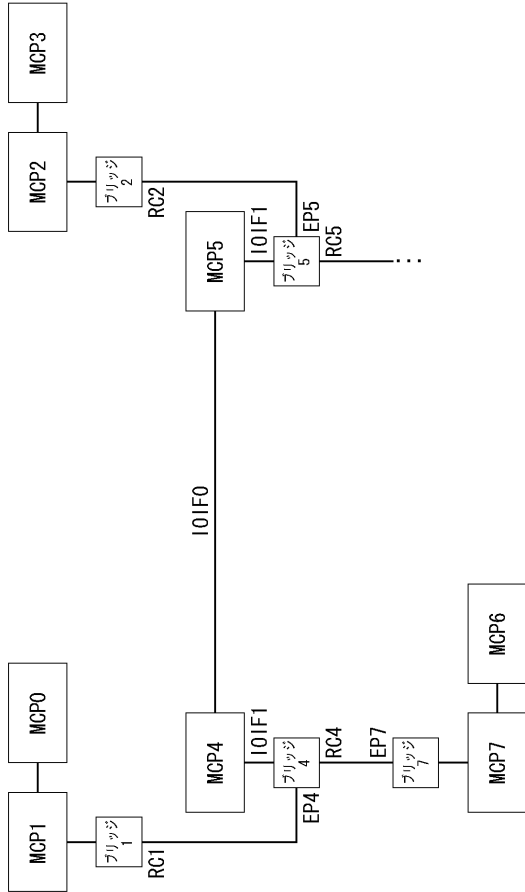 MCP1
MCP0
ブリッジ
1
RC1
MCP4
IOIF1
ブリッジ
4
EP4
RC4
EP7
ブリッジ
7
MCP7
MCP6
IOIF0
MCP2
MCP3
ブリッジ
2
RC2
MCP5
IOIF1
ブリッジ
5
EP5
RC5
...